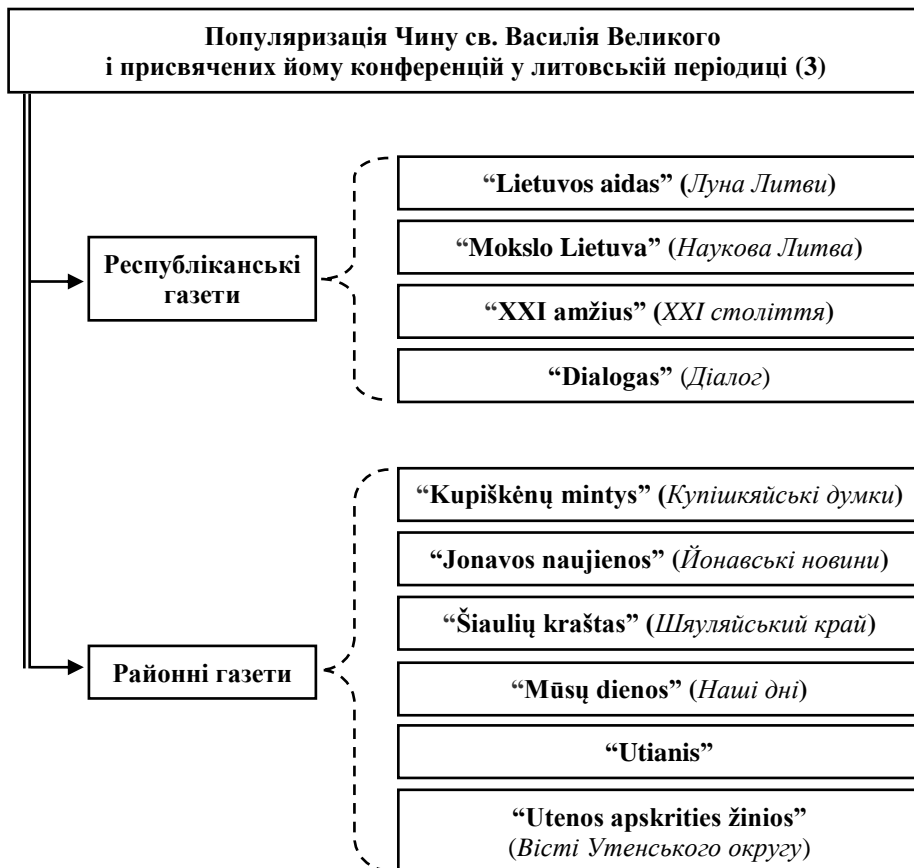 Популяризація Чину св. Василія Великого
і присвячених йому конференцій у литовській періодиці (3)
Республіканські
газети
“Lietuvos aidas” (Луна Литви)
“Mokslo Lietuva” (Наукова Литва)
“XXI amžius” (XXI століття)
“Dialogas” (Діалог)
Районні газети
“Kupiškėnų mintys” (Купішкяйські думки)
“Jonavos naujienos” (Йонавські новини)
“Šiaulių kraštas” (Шяуляйський край)
“Mūsų dienos” (Наші дні)
“Utianis”
“Utenos apskrities žinios”
(Вісті Утенського округу)